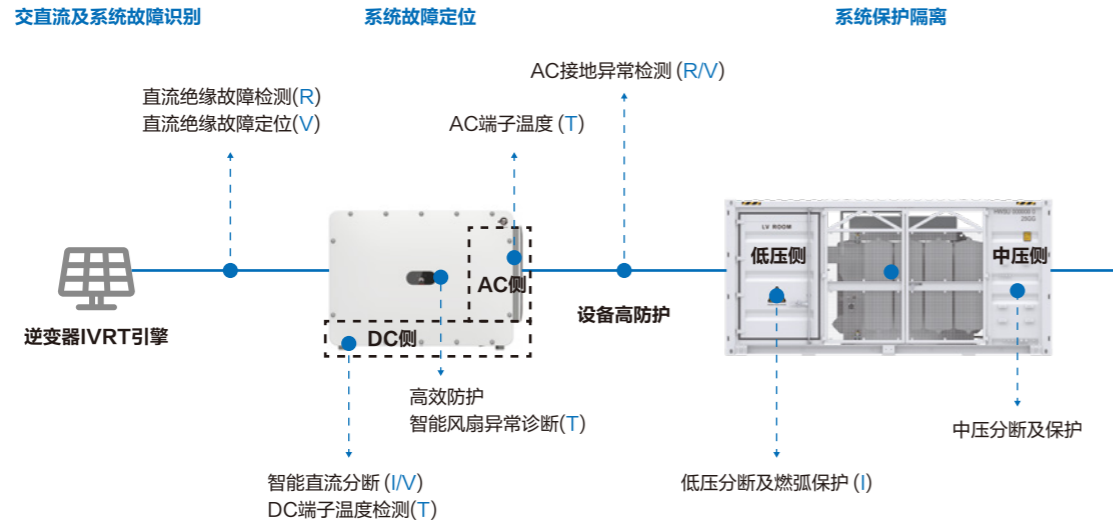 交直流及系统故障识别
系统故障定位
系统保护隔离
AC接地异常检测 (R/V)
直流绝缘故障检测(R)
直流绝缘故障定位(V)
AC端子温度 (T)
LV ROOM
低压侧
中压侧
AC侧
设备高防护
逆变器IVRT引擎
DC侧
高效防护
智能风扇异常诊断(T)
中压分断及保护
智能直流分断 (I/V)
DC端子温度检测(T)
低压分断及燃弧保护 (I)